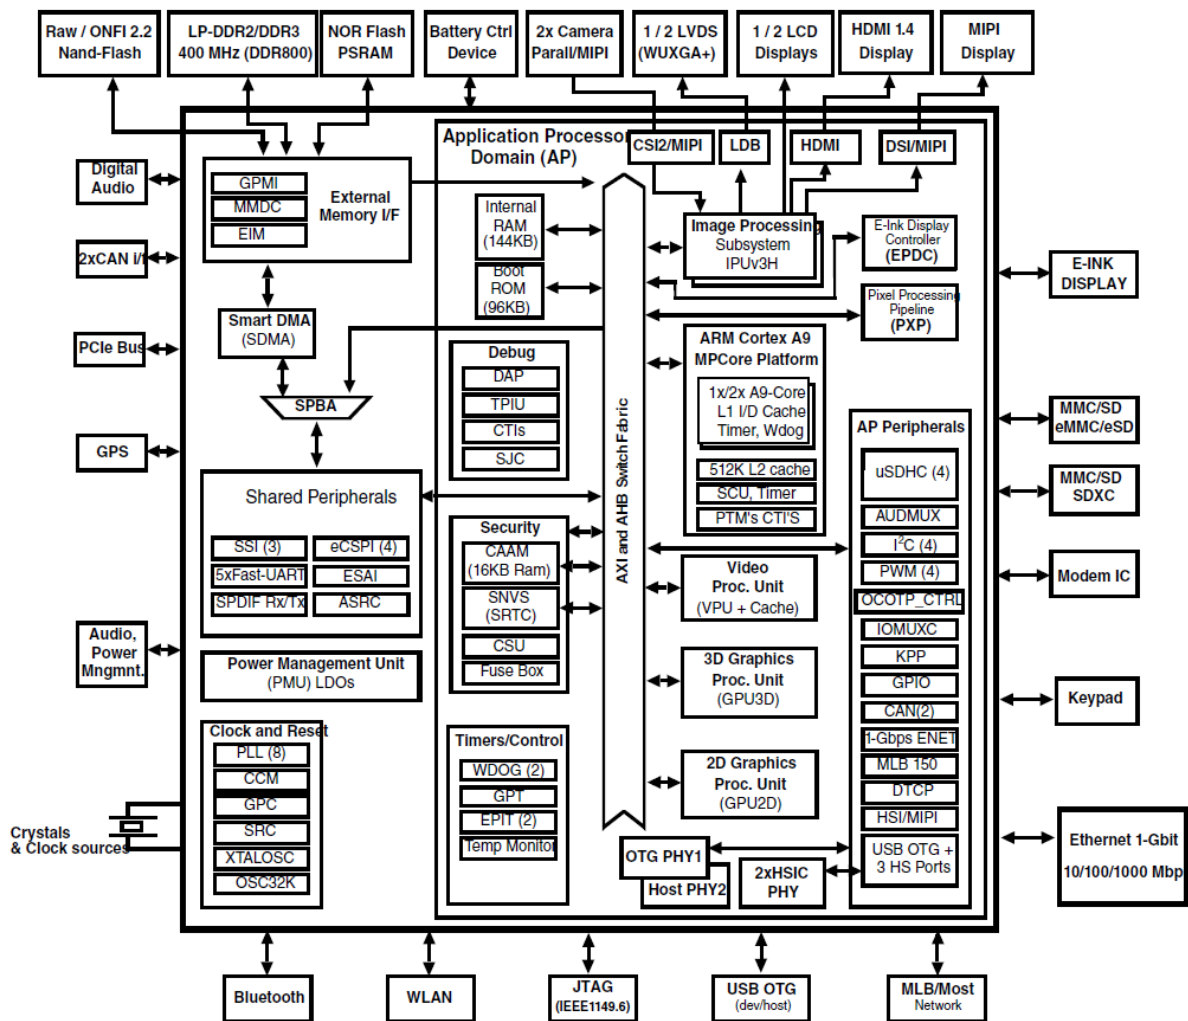 Raw / ONFI 2.2
Nand-Flash
LP-DDR2/DDR3
400 MHz (DDR800)
NOR Flash
PSRAM
Battery Ctrl
Device
2x Camera
Parall/MIPI
1 / 2 LVDS
(WUXGA+)
1 / 2 LCD
Displays
HDMI 1.4
Display
MIPI
Display
Application Processor
Domain (AP)
CSI2/MIPI
LDB
HDMI
DSI/MIPI
Digital
Audio
2xCAN i/f
PCIe Bus
GPS
Audio,
Power
Mngmnt.
Crystals
& Clock sources
GPMI
MMDC
EIM
External
Memory I/F
Smart DMA
(SDMA)
SPBA
Shared Peripherals
SSI (3)
eCSPI (4)
5xFast-UART
ESAI
SPDIF Rx/Tx
ASRC
Power Management Unit
(PMU) LDOs
Clock and Reset
PLL (8)
CCM
GPC
SRC
XTALOSC
OSC32K
Internal
RAM
(144KB)
Boot
ROM
(96KB)
Debug
DAP
TPIU
CTIs
SJC
Security
CAAM
(16KB Ram)
SNVS
(SRTC)
CSU
Fuse Box
Timers/Control
WDOG (2)
GPT
EPIT (2)
Temp Monitor
AXI and AHB Switch Fabric
Image Processing
Subsystem
IPUv3H
E-Ink Display
Controller
(EPDC)
Pixel Processing
Pipeline
(PXP)
ARM Cortex A9
MPCore Platform
1x/2x A9-Core
L1 I/D Cache
Timer, Wdog
512K L2 cache
SCU, Timer
PTM's CTI'S
Video
Proc. Unit
(VPU + Cache)
3D Graphics
Proc. Unit
(GPU3D)
2D Graphics
Proc. Unit
(GPU2D)
OTG PHY1
Host PHY2
2xHSIC
PHY
AP Peripherals
uSDHC (4)
AUDMUX
I²C (4)
PWM (4)
OCOTP_CTRL
IOMUXC
KPP
GPIO
CAN(2)
1-Gbps ENET
MLB 150
DTCP
HSI/MIPI
USB OTG +
3 HS Ports
E-INK
DISPLAY
MMC/SD
eMMC/eSD
MMC/SD
SDXC
Modem IC
Keypad
Ethernet 1-Gbit
10/100/1000 Mbp
Bluetooth
WLAN
JTAG
(IEEE1149.6)
USB OTG
(dev/host)
MLB/Most
Network